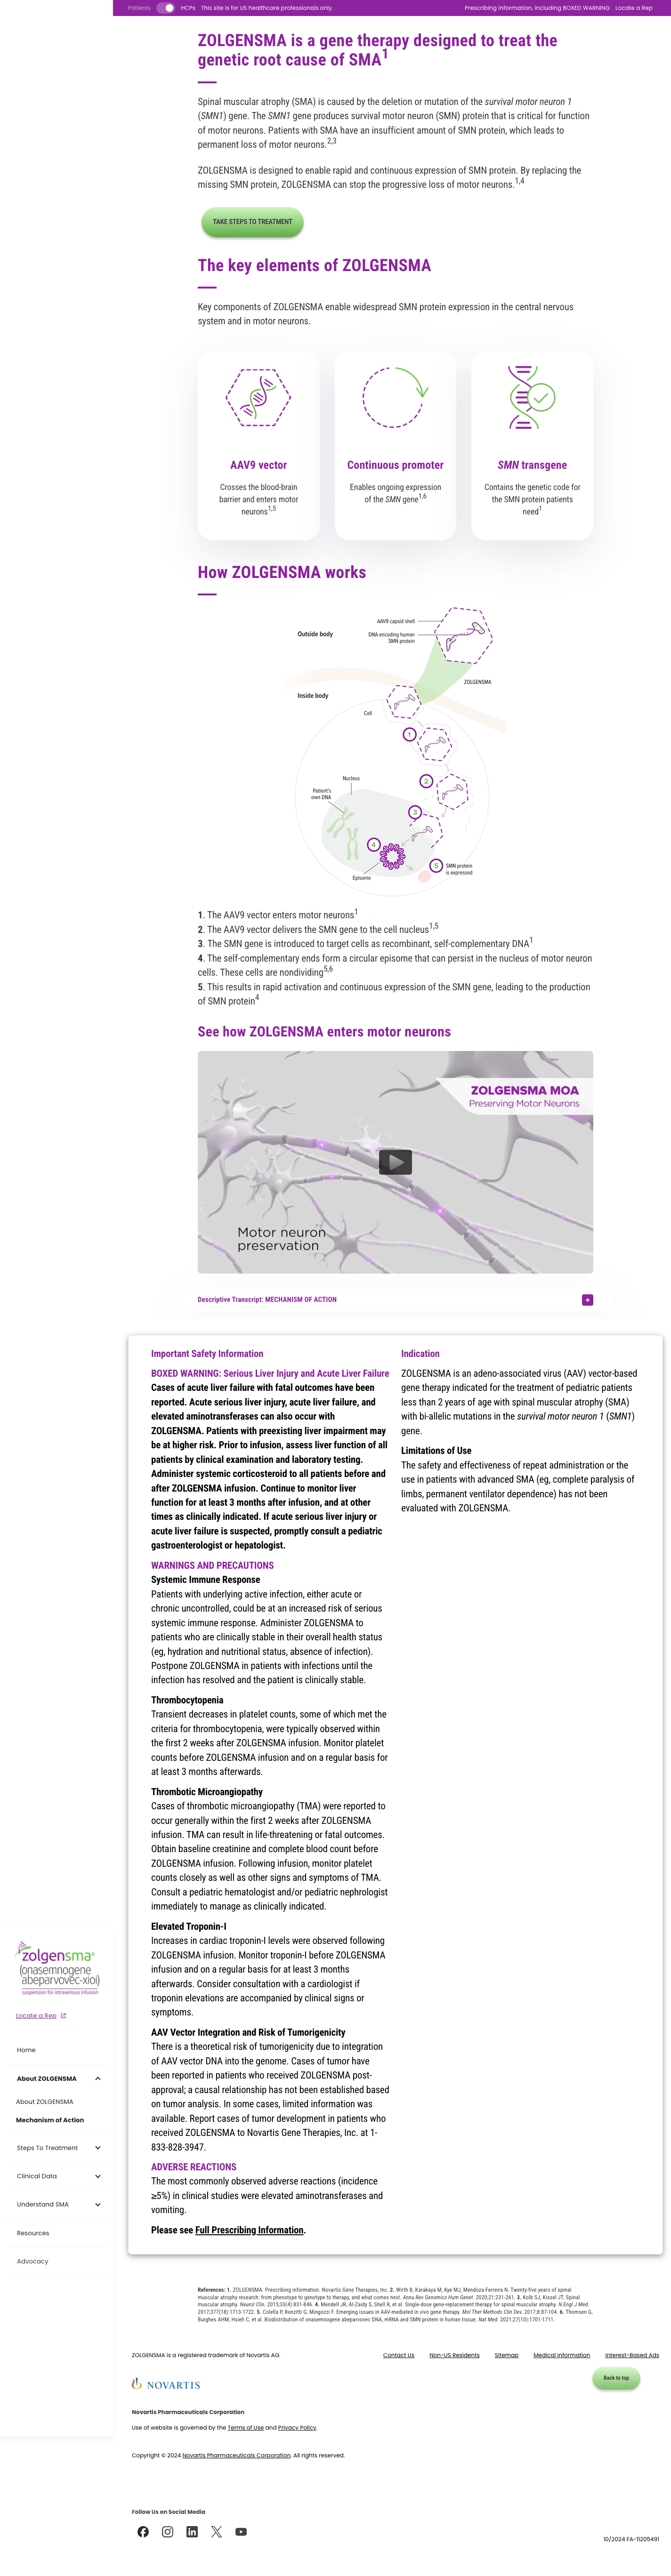 Patients HCPs This site is for US healthcare professionals only. Prescribing Information, Including BOXED WARNING Locate a Rep
ZOLGENSMA is a gene therapy designed to treat the
genetic root cause of SMA1
Spinal muscular atrophy (SMA) is caused by the deletion or mutation of the survival motor neuron 1
(SMN1) gene. The SMN1 gene produces survival motor neuron (SMN) protein that is critical for function
of motor neurons. Patients with SMA have an insufficient amount of SMN protein, which leads to
permanent loss of motor neurons.2,3
ZOLGENSMA is designed to enable rapid and continuous expression of SMN protein. By replacing the
missing SMN protein, ZOLGENSMA can stop the progressive loss of motor neurons.1,4
TAKE STEPS TO TREATMENT
The key elements of ZOLGENSMA
Key components of ZOLGENSMA enable widespread SMN protein expression in the central nervous
system and in motor neurons.
AAV9 vector
Crosses the blood-brain
barrier and enters motor
neurons1,5
Continuous promoter
Enables ongoing expression
of the SMN gene1,6
SMN transgene
Contains the genetic code for
the SMN protein patients
need1
How ZOLGENSMA works
AAV9 capsid shell
Outside body
DNA encoding human
SMN protein
ZOLGENSMA
Inside body
Cell
1
2
Nucleus
Patient's
own DNA
3
4
5
SMN protein
is expressed
Episome
1. The AAV9 vector enters motor neurons1
2. The AAV9 vector delivers the SMN gene to the cell nucleus1,5
3. The SMN gene is introduced to target cells as recombinant, self-complementary DNA1
4. The self-complementary ends form a circular episome that can persist in the nucleus of motor neuron
cells. These cells are nondividing5,6
5. This results in rapid activation and continuous expression of the SMN gene, leading to the production
of SMN protein4
See how ZOLGENSMA enters motor neurons
ZOLGENSMA MOA
Preserving Motor Neurons
Motor neuron
preservation
Descriptive Transcript: MECHANISM OF ACTION +
Important Safety Information
BOXED WARNING: Serious Liver Injury and Acute Liver Failure
Cases of acute liver failure with fatal outcomes have been
reported. Acute serious liver injury, acute liver failure, and
elevated aminotransferases can also occur with
ZOLGENSMA. Patients with preexisting liver impairment may
be at higher risk. Prior to infusion, assess liver function of all
patients by clinical examination and laboratory testing.
Administer systemic corticosteroid to all patients before and
after ZOLGENSMA infusion. Continue to monitor liver
function for at least 3 months after infusion, and at other
times as clinically indicated. If acute serious liver injury or
acute liver failure is suspected, promptly consult a pediatric
gastroenterologist or hepatologist.
WARNINGS AND PRECAUTIONS
Systemic Immune Response
Patients with underlying active infection, either acute or
chronic uncontrolled, could be at an increased risk of serious
systemic immune response. Administer ZOLGENSMA to
patients who are clinically stable in their overall health status
(eg, hydration and nutritional status, absence of infection).
Postpone ZOLGENSMA in patients with infections until the
infection has resolved and the patient is clinically stable.
Thrombocytopenia
Transient decreases in platelet counts, some of which met the
criteria for thrombocytopenia, were typically observed within
the first 2 weeks after ZOLGENSMA infusion. Monitor platelet
counts before ZOLGENSMA infusion and on a regular basis for
at least 3 months afterwards.
Thrombotic Microangiopathy
Cases of thrombotic microangiopathy (TMA) were reported to
occur generally within the first 2 weeks after ZOLGENSMA
infusion. TMA can result in life-threatening or fatal outcomes.
Obtain baseline creatinine and complete blood count before
ZOLGENSMA infusion. Following infusion, monitor platelet
counts closely as well as other signs and symptoms of TMA.
Consult a pediatric hematologist and/or pediatric nephrologist
immediately to manage as clinically indicated.
Elevated Troponin-I
Increases in cardiac troponin-I levels were observed following
ZOLGENSMA infusion. Monitor troponin-I before ZOLGENSMA
infusion and on a regular basis for at least 3 months
afterwards. Consider consultation with a cardiologist if
troponin elevations are accompanied by clinical signs or
symptoms.
AAV Vector Integration and Risk of Tumorigenicity
There is a theoretical risk of tumorigenicity due to integration
of AAV vector DNA into the genome. Cases of tumor have
been reported in patients who received ZOLGENSMA post-
approval; a causal relationship has not been established based
on tumor analysis. In some cases, limited information was
available. Report cases of tumor development in patients who
received ZOLGENSMA to Novartis Gene Therapies, Inc. at 1-
833-828-3947.
ADVERSE REACTIONS
The most commonly observed adverse reactions (incidence
≥5%) in clinical studies were elevated aminotransferases and
vomiting.
Please see Full Prescribing Information.
Indication
ZOLGENSMA is an adeno-associated virus (AAV) vector-based
gene therapy indicated for the treatment of pediatric patients
less than 2 years of age with spinal muscular atrophy (SMA)
with bi-allelic mutations in the survival motor neuron 1 (SMN1)
gene.
Limitations of Use
The safety and effectiveness of repeat administration or the
use in patients with advanced SMA (eg, complete paralysis of
limbs, permanent ventilator dependence) has not been
evaluated with ZOLGENSMA.
zolgensma®
(onasemnogene
abeparvovec-xioi)
suspension for intravenous infusion
Locate a Rep
Home
About ZOLGENSMA
About ZOLGENSMA
Mechanism of Action
Steps To Treatment
Clinical Data
Understand SMA
Resources
Advocacy
References: 1. ZOLGENSMA. Prescribing information. Novartis Gene Therapies, Inc. 2. Wirth B, Karakaya M, Kye MJ, Mendoza-Ferreira N. Twenty-five years of spinal
muscular atrophy research: from phenotype to genotype to therapy, and what comes next. Annu Rev Genomics Hum Genet. 2020;21:231-261. 3. Kolb SJ, Kissel JT. Spinal
muscular atrophy. Neurol Clin. 2015;33(4):831-846. 4. Mendell JR, Al-Zaidy S, Shell R, et al. Single-dose gene-replacement therapy for spinal muscular atrophy. N Engl J Med.
2017;377(18):1713-1722. 5. Colella P, Ronzitti G, Mingozzi F. Emerging issues in AAV-mediated in vivo gene therapy. Mol Ther Methods Clin Dev. 2017;8:87-104. 6. Thomsen G,
Burghes AHM, Hsieh C, et al. Biodistribution of onasemnogene abeparvovec DNA, mRNA and SMN protein in human tissue. Nat Med. 2021;27(10):1701-1711.
ZOLGENSMA is a registered trademark of Novartis AG.
Contact Us Non-US Residents Sitemap Medical Information Interest-Based Ads
NOVARTIS
Back to top
Novartis Pharmaceuticals Corporation
Use of website is governed by the Terms of Use and Privacy Policy.
Copyright © 2024 Novartis Pharmaceuticals Corporation. All rights reserved.
Follow Us on Social Media
10/2024 FA-11205491